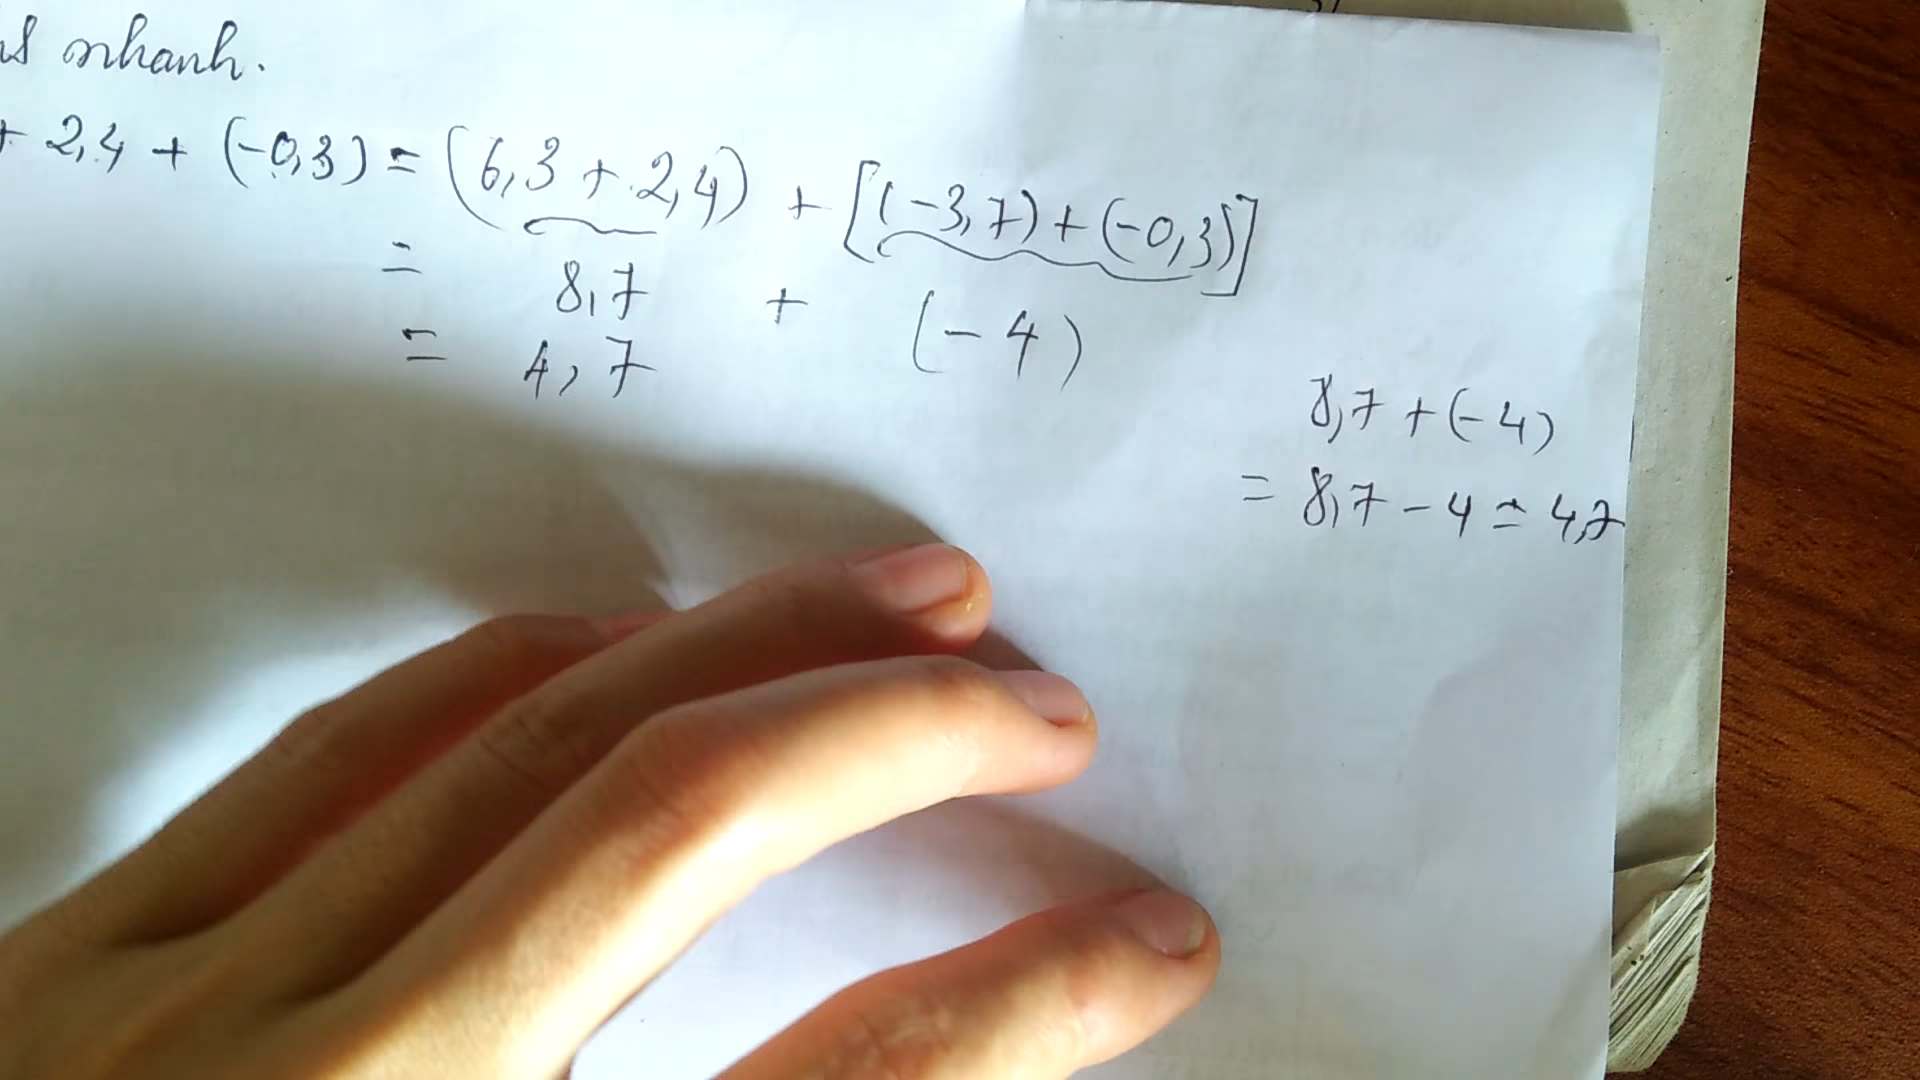 nhanh.
+ 2,4 + (-0,3) = (6,3 + 2,4) + [(-3,7) + (-0,3)]
= 8,7 + (-4)
= 4,7
8,7 + (-4)
= 8,7 - 4 = 4,7